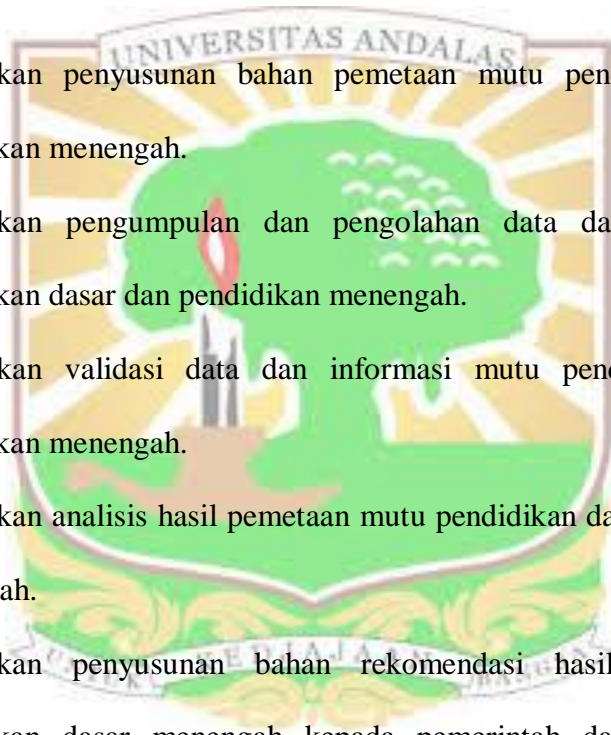 UNIVERSITAS ANDALAS
kan penyusunan bahan pemetaan mutu pen
kan menengah.
kan pengumpulan dan pengolahan data da
kan dasar dan pendidikan menengah.
kan validasi data dan informasi mutu pend
kan menengah.
kan analisis hasil pemetaan mutu pendidikan da
ah.
kan penyusunan bahan rekomendasi hasil
kan dasar menengah kepada pemerintah da